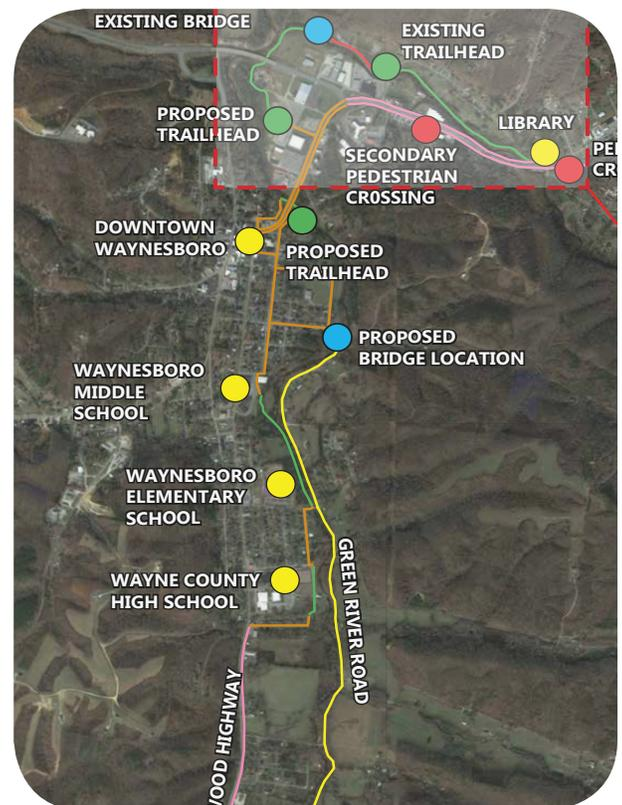 EXISTING BRIDGE
EXISTING
TRAILHEAD
PROPOSED
TRAILHEAD
LIBRARY
SECONDARY
PEDESTRIAN
CR0SSING
DOWNTOWN
WAYNESBORO
PROPOSED
TRAILHEAD
PROPOSED
BRIDGE LOCATION
WAYNESBORO
MIDDLE
SCHOOL
WAYNESBORO
ELEMENTARY
SCHOOL
WAYNE COUNTY
HIGH SCHOOL
GREEN RIVER ROAD
HIGHWAY